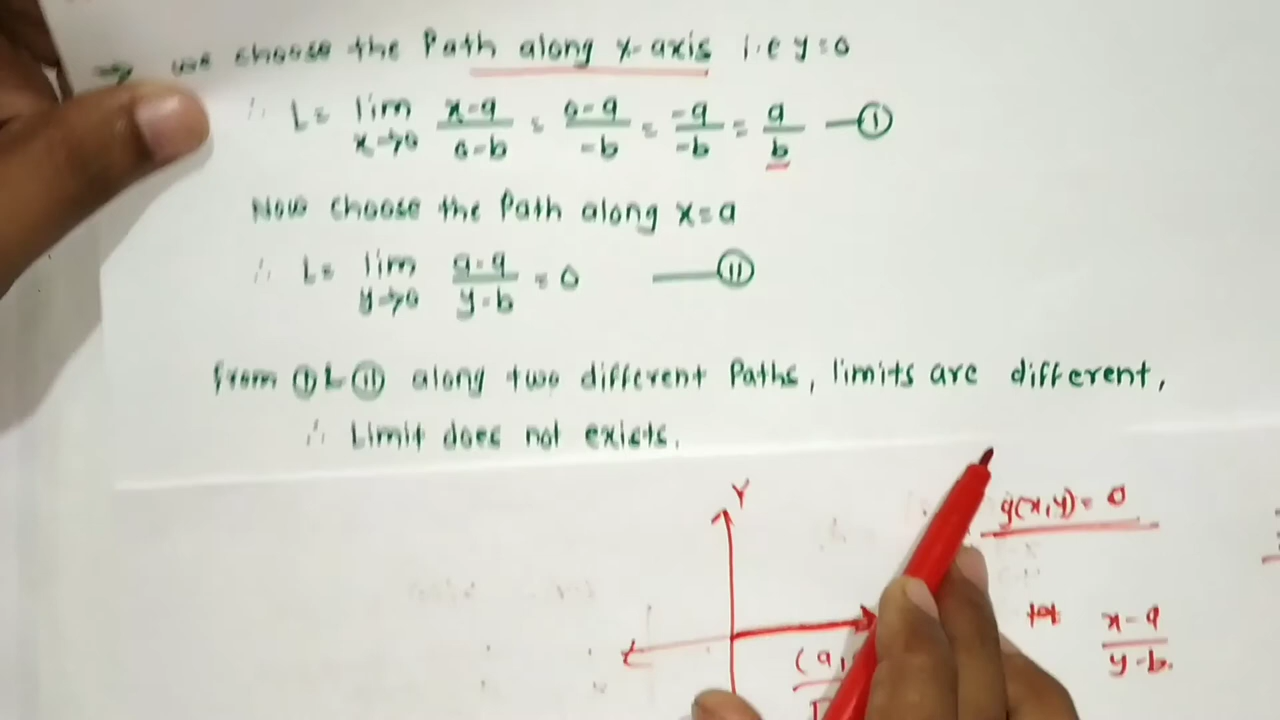 → we choose the Path along x-axis i.e y=0
∴ L= lim x→0 x-a/0-b = 0-a/-b = -a/-b = a/b —(I)
Now choose the Path along x=a
∴ L= lim y→0 a-a/y-b = 0 —(II)
from (I) & (II) along two different Paths, limits are different,
∴ Limit does not exists.
Y
g(x,y)= 0
(a,
x-a/y-b.